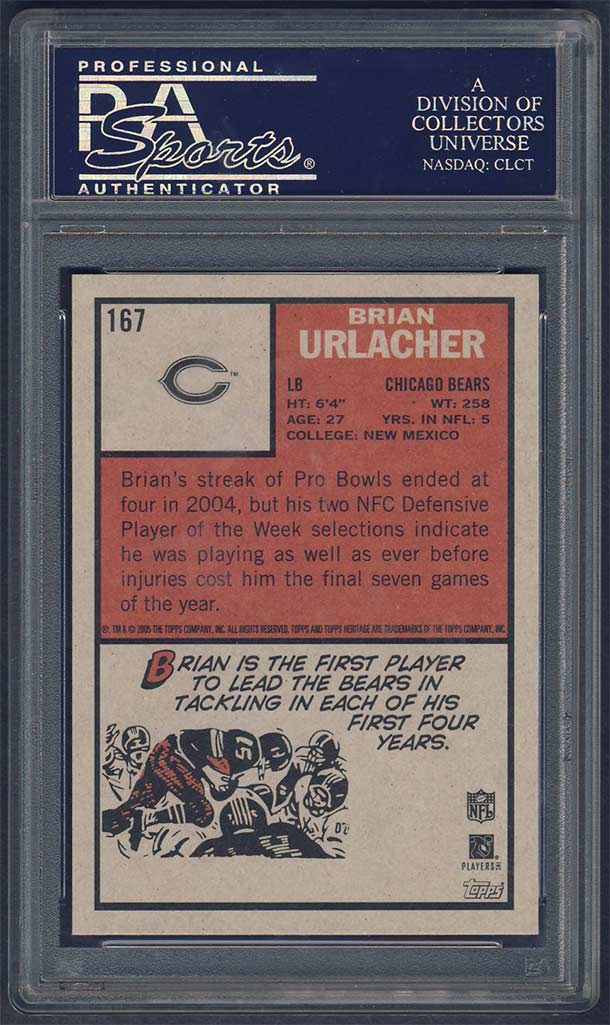 PROFESSIONAL
PSA
Sports®
AUTHENTICATOR
A
DIVISION OF
COLLECTORS
UNIVERSE
NASDAQ: CLCT
167
C™
BRIAN
URLACHER
LB CHICAGO BEARS
HT: 6'4" WT: 258
AGE: 27 YRS. IN NFL: 5
COLLEGE: NEW MEXICO
Brian's streak of Pro Bowls ended at
four in 2004, but his two NFC Defensive
Player of the Week selections indicate
he was playing as well as ever before
injuries cost him the final seven games
of the year.
®, TM & © 2005 THE TOPPS COMPANY, INC. ALL RIGHTS RESERVED. TOPPS AND TOPPS HERITAGE ARE TRADEMARKS OF THE TOPPS COMPANY, INC.
BRIAN IS THE FIRST PLAYER
TO LEAD THE BEARS IN
TACKLING IN EACH OF HIS
FIRST FOUR
YEARS.
NFL
PLAYERS INC
TOPPS